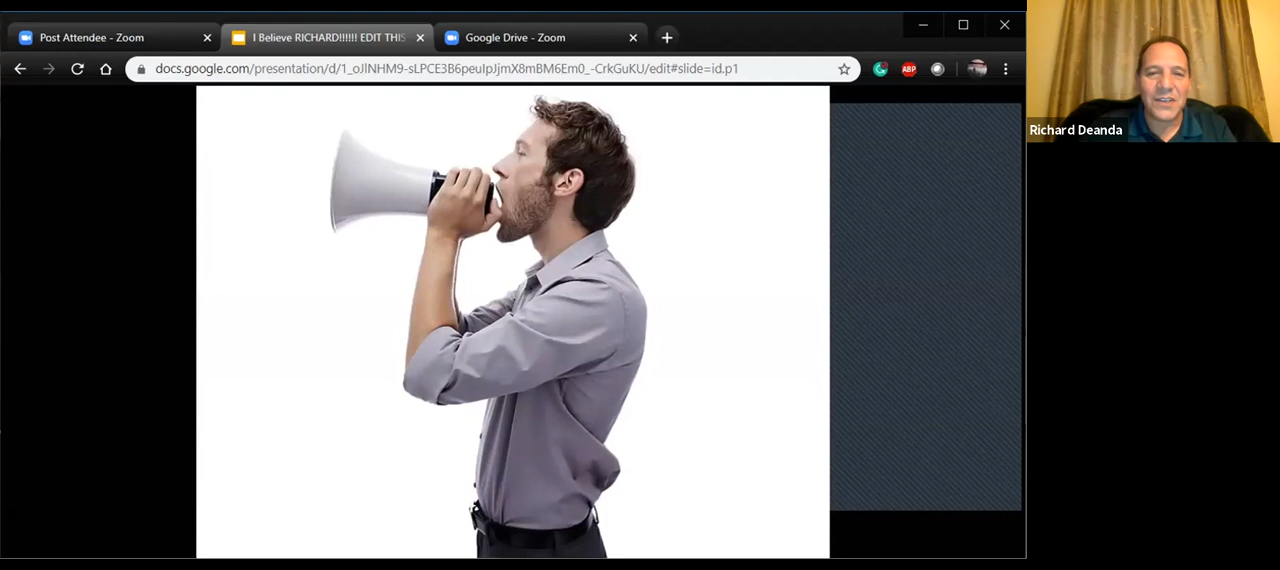 Post Attendee - Zoom
I Believe RICHARD!!!!!! EDIT THIS
Google Drive - Zoom
docs.google.com/presentation/d/1_oJlNHM9-sLPCE3B6peuIpJjmX8mBM6Em0_-CrkGuKU/edit#slide=id.p1
ABP
Richard Deanda